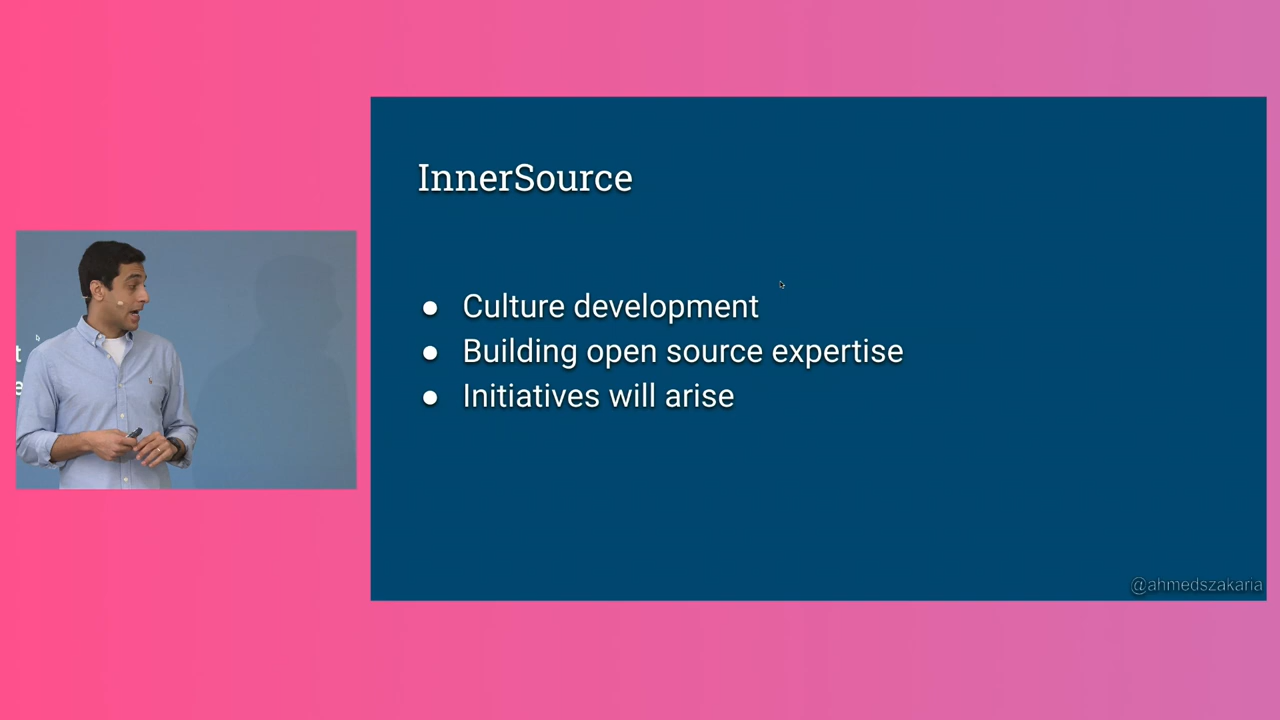 InnerSource
● Culture development
● Building open source expertise
● Initiatives will arise
@ahmedszakaria